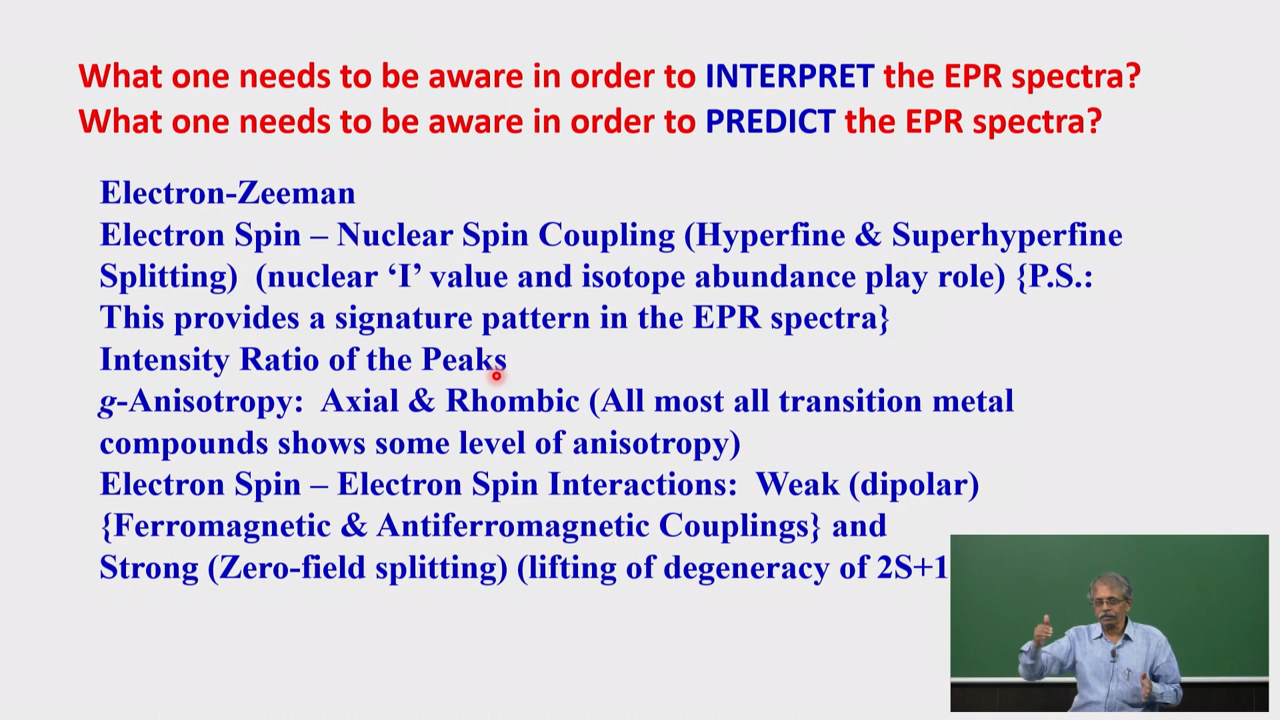 What one needs to be aware in order to INTERPRET the EPR spectra?
What one needs to be aware in order to PREDICT the EPR spectra?
Electron-Zeeman
Electron Spin – Nuclear Spin Coupling (Hyperfine & Superhyperfine
Splitting) (nuclear ‘I’ value and isotope abundance play role) {P.S.:
This provides a signature pattern in the EPR spectra}
Intensity Ratio of the Peaks
g-Anisotropy: Axial & Rhombic (All most all transition metal
compounds shows some level of anisotropy)
Electron Spin – Electron Spin Interactions: Weak (dipolar)
{Ferromagnetic & Antiferromagnetic Couplings} and
Strong (Zero-field splitting) (lifting of degeneracy of 2S+1